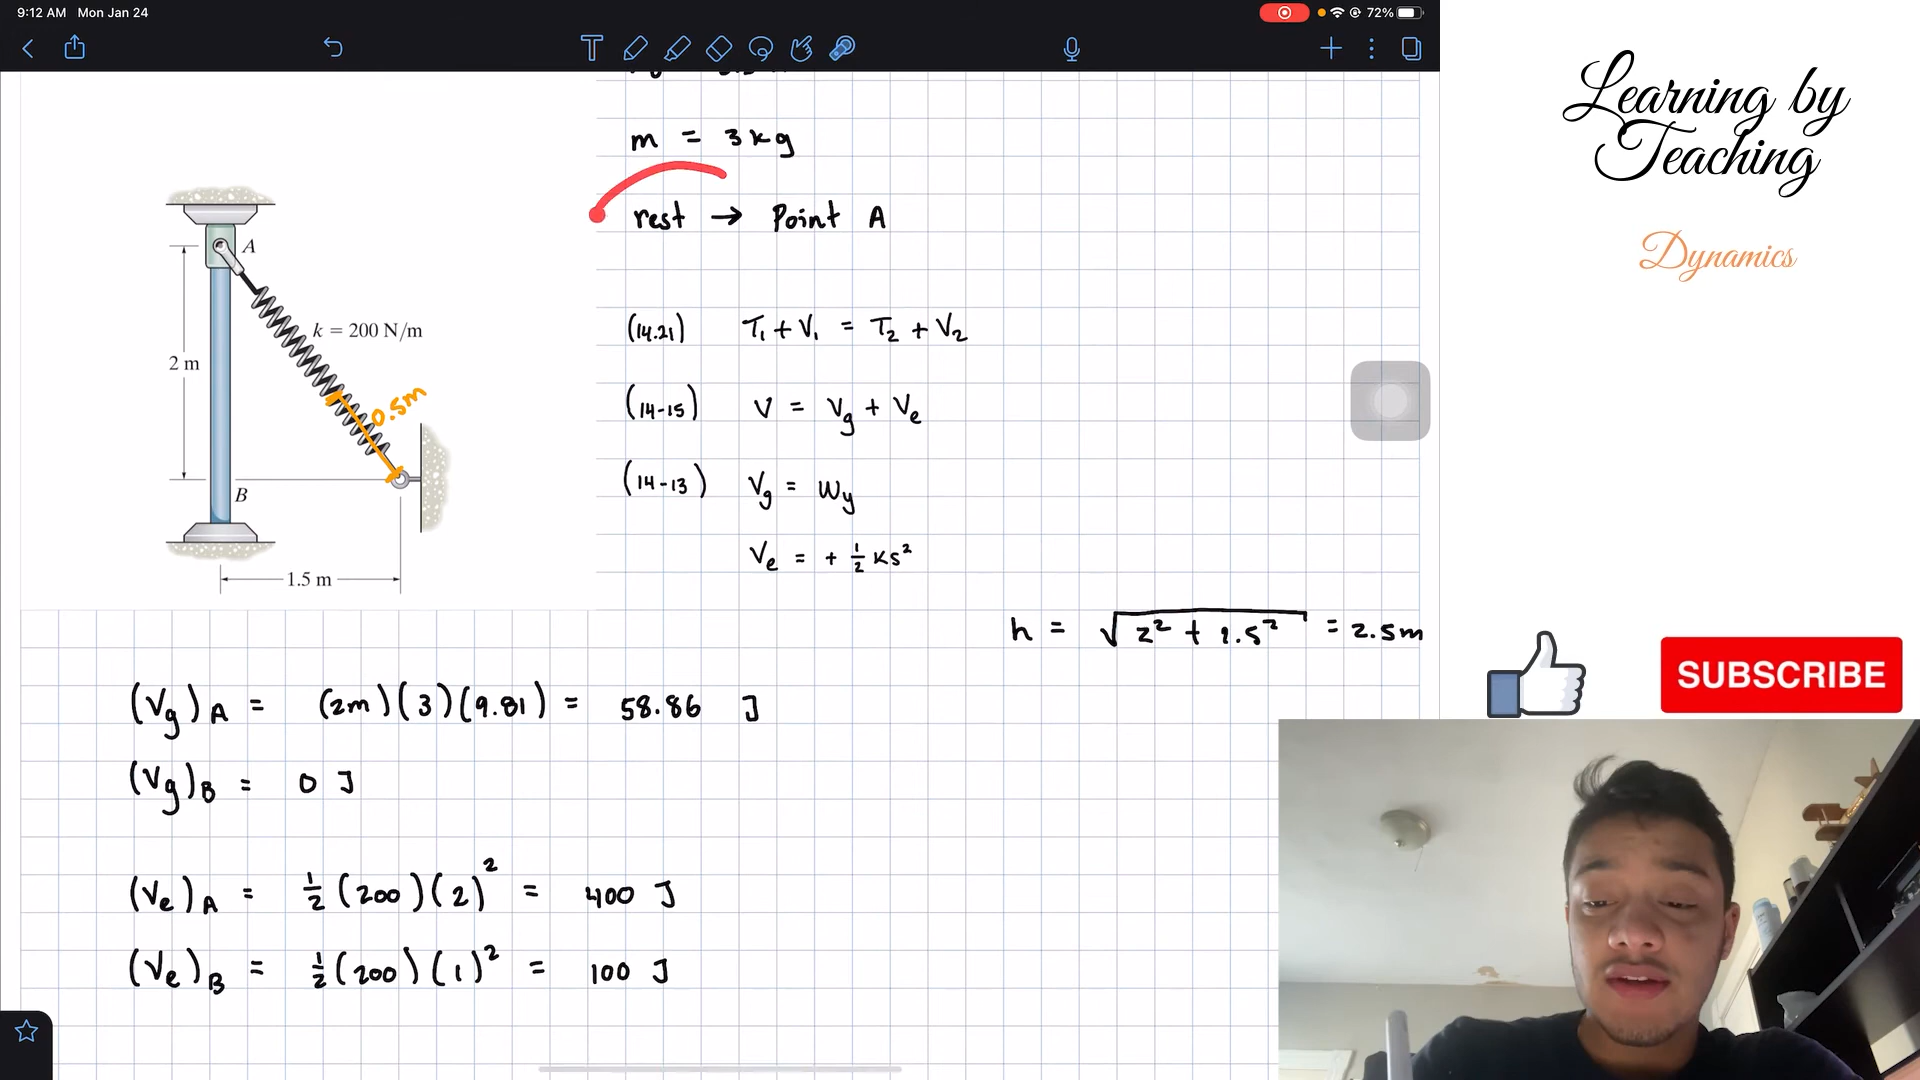 9:12 AM Mon Jan 24
72%
Learning by
Teaching
Dynamics
m = 3kg
rest → Point A
A
k = 200 N/m
2 m
0.5m
B
1.5 m
(14.21) T₁ + V₁ = T₂ + V₂
(14-15) V = Vg + Ve
(14-13) Vg = Wy
Ve = + ½ ks²
h = √2² + 1.5² = 2.5m
(Vg)A = (2m)(3)(9.81) = 58.86 J
(Vg)B = 0 J
(Ve)A = ½(200)(2)² = 400 J
(Ve)B = ½(200)(1)² = 100 J
SUBSCRIBE